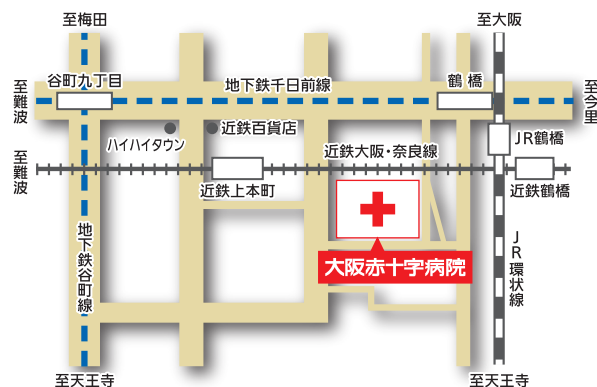 至梅田
至大阪
谷町九丁目
地下鉄千日前線
鶴橋
至難波
至今里
ハイハイタウン
近鉄百貨店
JR鶴橋
至難波
近鉄大阪・奈良線
近鉄上本町
近鉄鶴橋
地下鉄谷町線
大阪赤十字病院
JR環状線
至天王寺
至天王寺